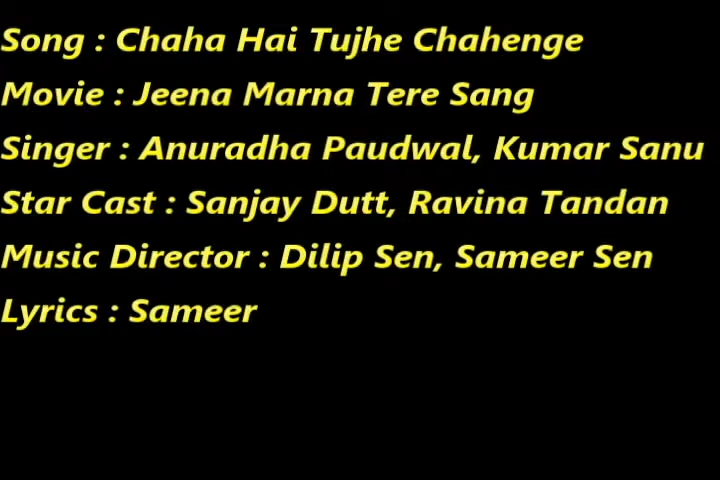 Song : Chaha Hai Tujhe Chahenge
Movie : Jeena Marna Tere Sang
Singer : Anuradha Paudwal, Kumar Sanu
Star Cast : Sanjay Dutt, Ravina Tandan
Music Director : Dilip Sen, Sameer Sen
Lyrics : Sameer